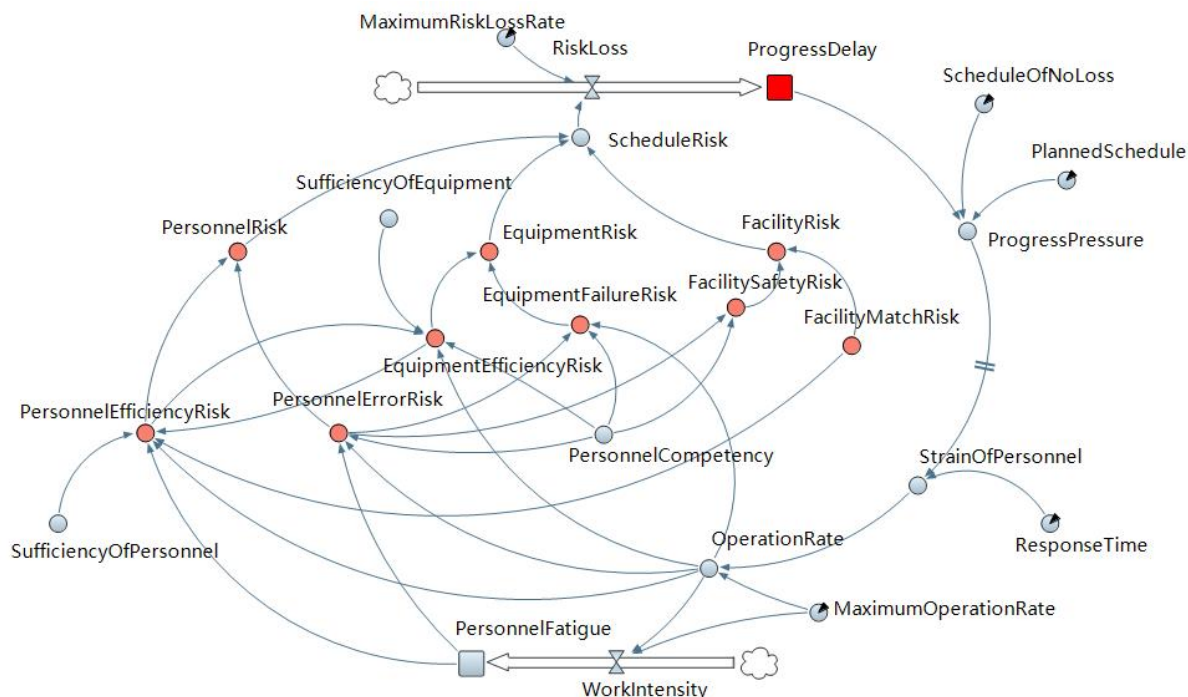 MaximumRiskLossRate
RiskLoss
ProgressDelay
ScheduleOfNoLoss
ScheduleRisk
PlannedSchedule
SufficiencyOfEquipment
PersonnelRisk
EquipmentRisk
FacilityRisk
ProgressPressure
FacilitySafetyRisk
EquipmentFailureRisk
FacilityMatchRisk
EquipmentEfficiencyRisk
PersonnelErrorRisk
PersonnelEfficiencyRisk
PersonnelCompetency
StrainOfPersonnel
OperationRate
SufficiencyOfPersonnel
ResponseTime
MaximumOperationRate
PersonnelFatigue
WorkIntensity